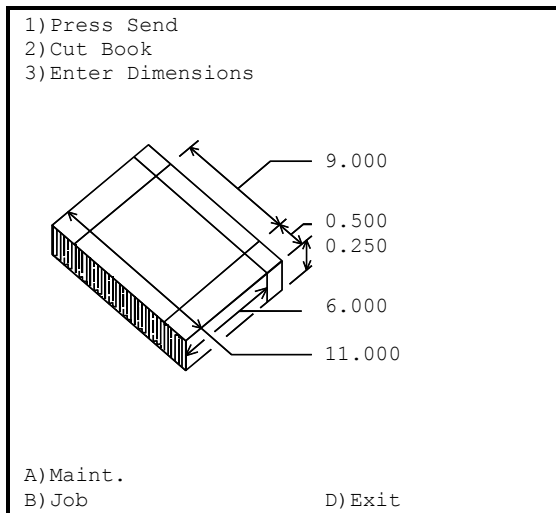 1)Press Send
2)Cut Book
3)Enter Dimensions
9.000
0.500
0.250
6.000
11.000
A)Maint.
B)Job D)Exit